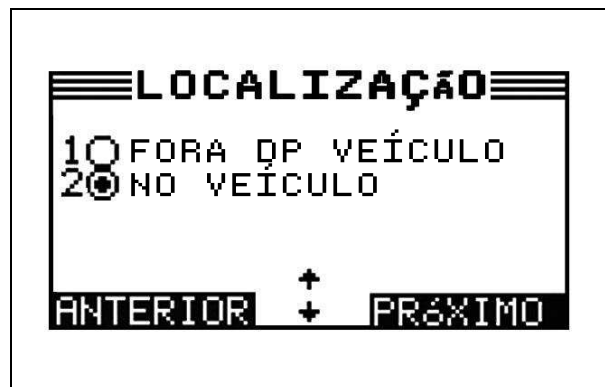 LOCALIZAÇãO
1 FORA DP VEÍCULO
2 NO VEÍCULO
ANTERIOR PRóXIMO